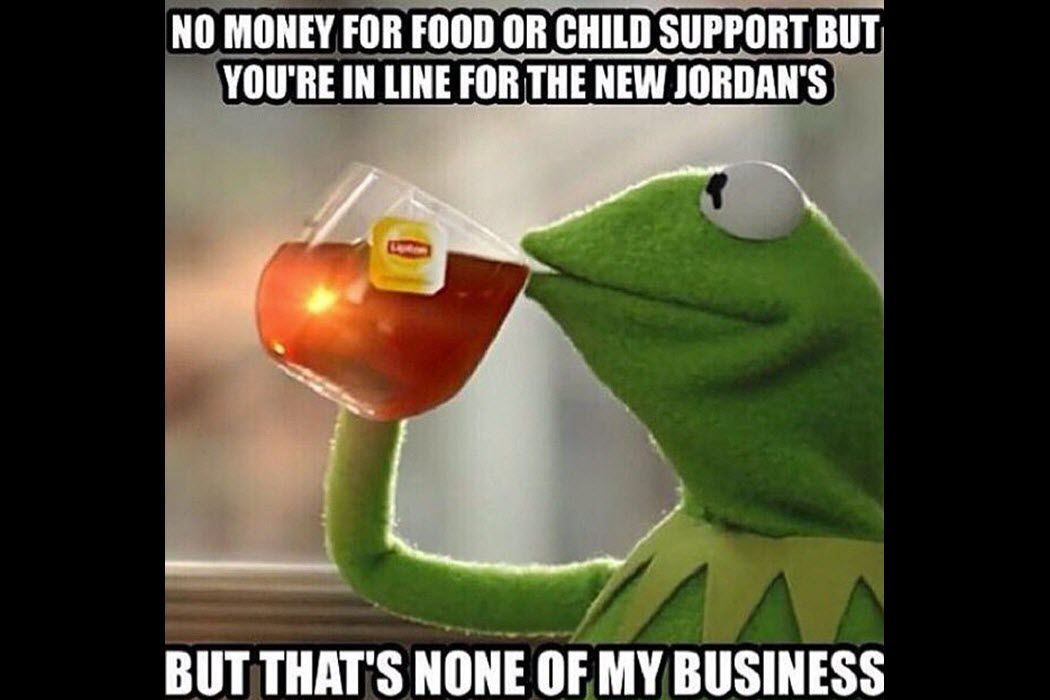 NO MONEY FOR FOOD OR CHILD SUPPORT BUT
YOU'RE IN LINE FOR THE NEW JORDAN'S
Lipton
BUT THAT'S NONE OF MY BUSINESS